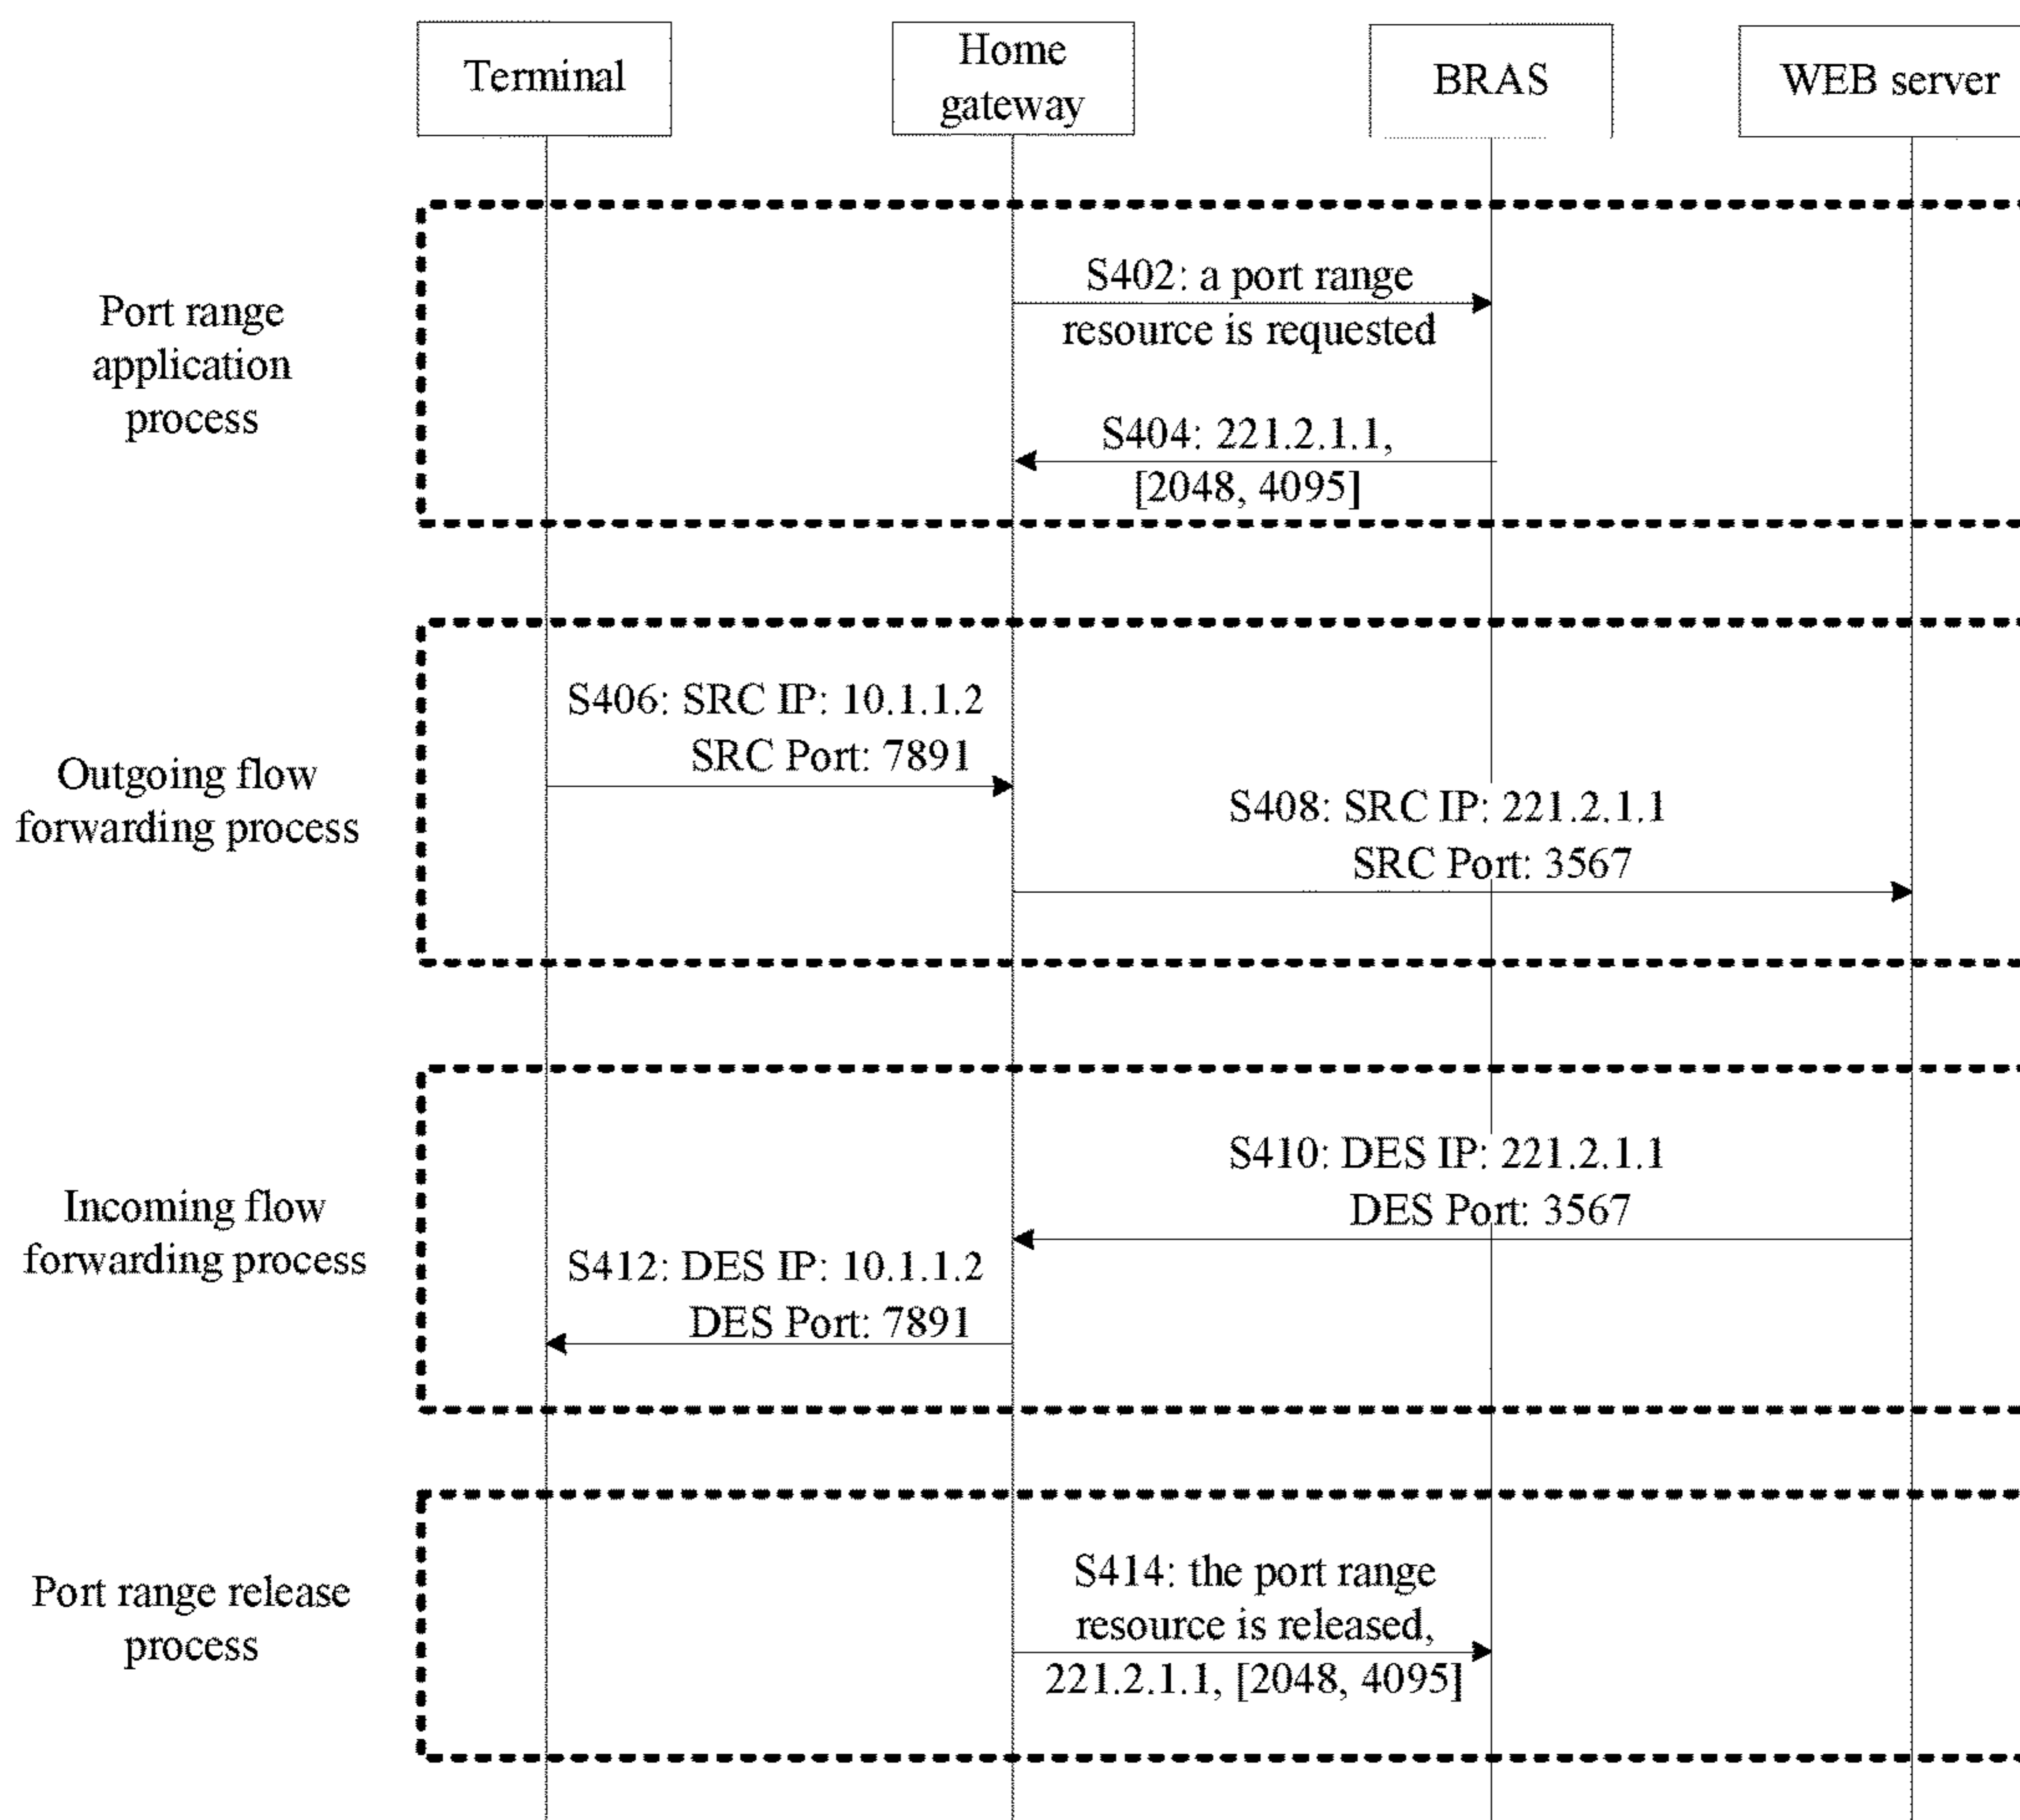 Terminal
Home
gateway
BRAS
WEB server
Port range
application
process
S402: a port range
resource is requested
S404: 221.2.1.1,
[2048, 4095]
Outgoing flow
forwarding process
S406: SRC IP: 10.1.1.2
SRC Port: 7891
S408: SRC IP: 221.2.1.1
SRC Port: 3567
Incoming flow
forwarding process
S410: DES IP: 221.2.1.1
DES Port: 3567
S412: DES IP: 10.1.1.2
DES Port: 7891
Port range release
process
S414: the port range
resource is released,
221.2.1.1, [2048, 4095]